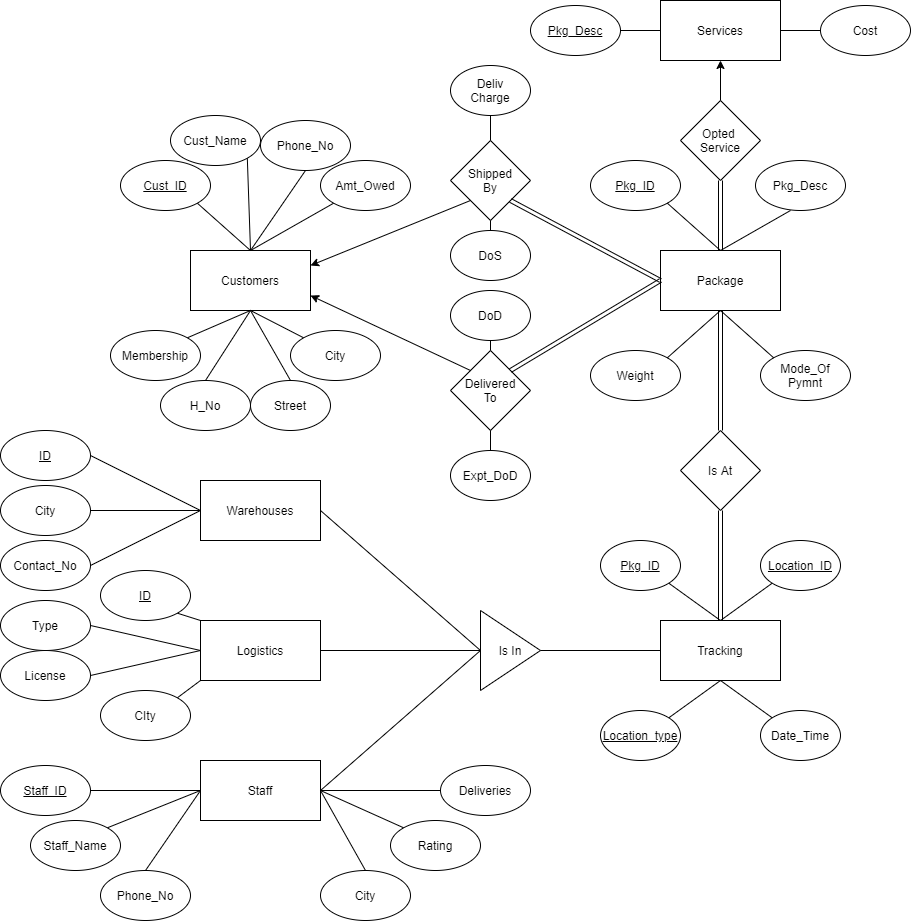 Pkg_Desc
Services
Cost
Deliv
Charge
Opted
Service
Cust_Name
Phone_No
Cust_ID
Amt_Owed
Shipped
By
Pkg_ID
Pkg_Desc
DoS
Customers
Package
DoD
Membership
City
H_No
Street
Delivered
To
Weight
Mode_Of
Pymnt
Expt_DoD
Is At
ID
City
Contact_No
Warehouses
Pkg_ID
Location_ID
ID
Type
License
CIty
Logistics
Is In
Tracking
Location_type
Date_Time
Staff_ID
Staff_Name
Phone_No
Staff
Deliveries
Rating
City